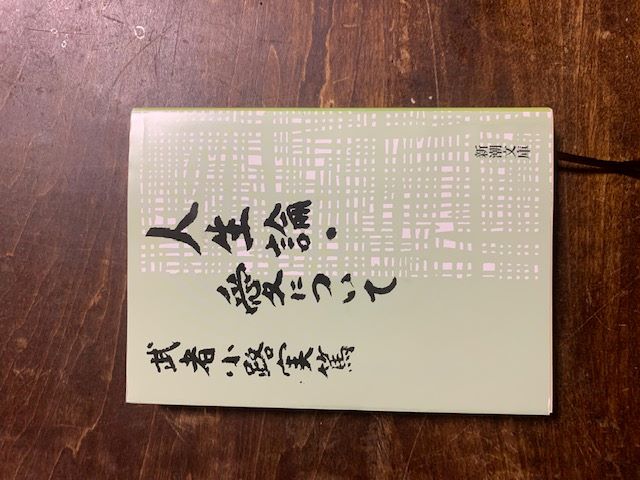 人生論・
愛について
武者小路実篤
新潮文庫